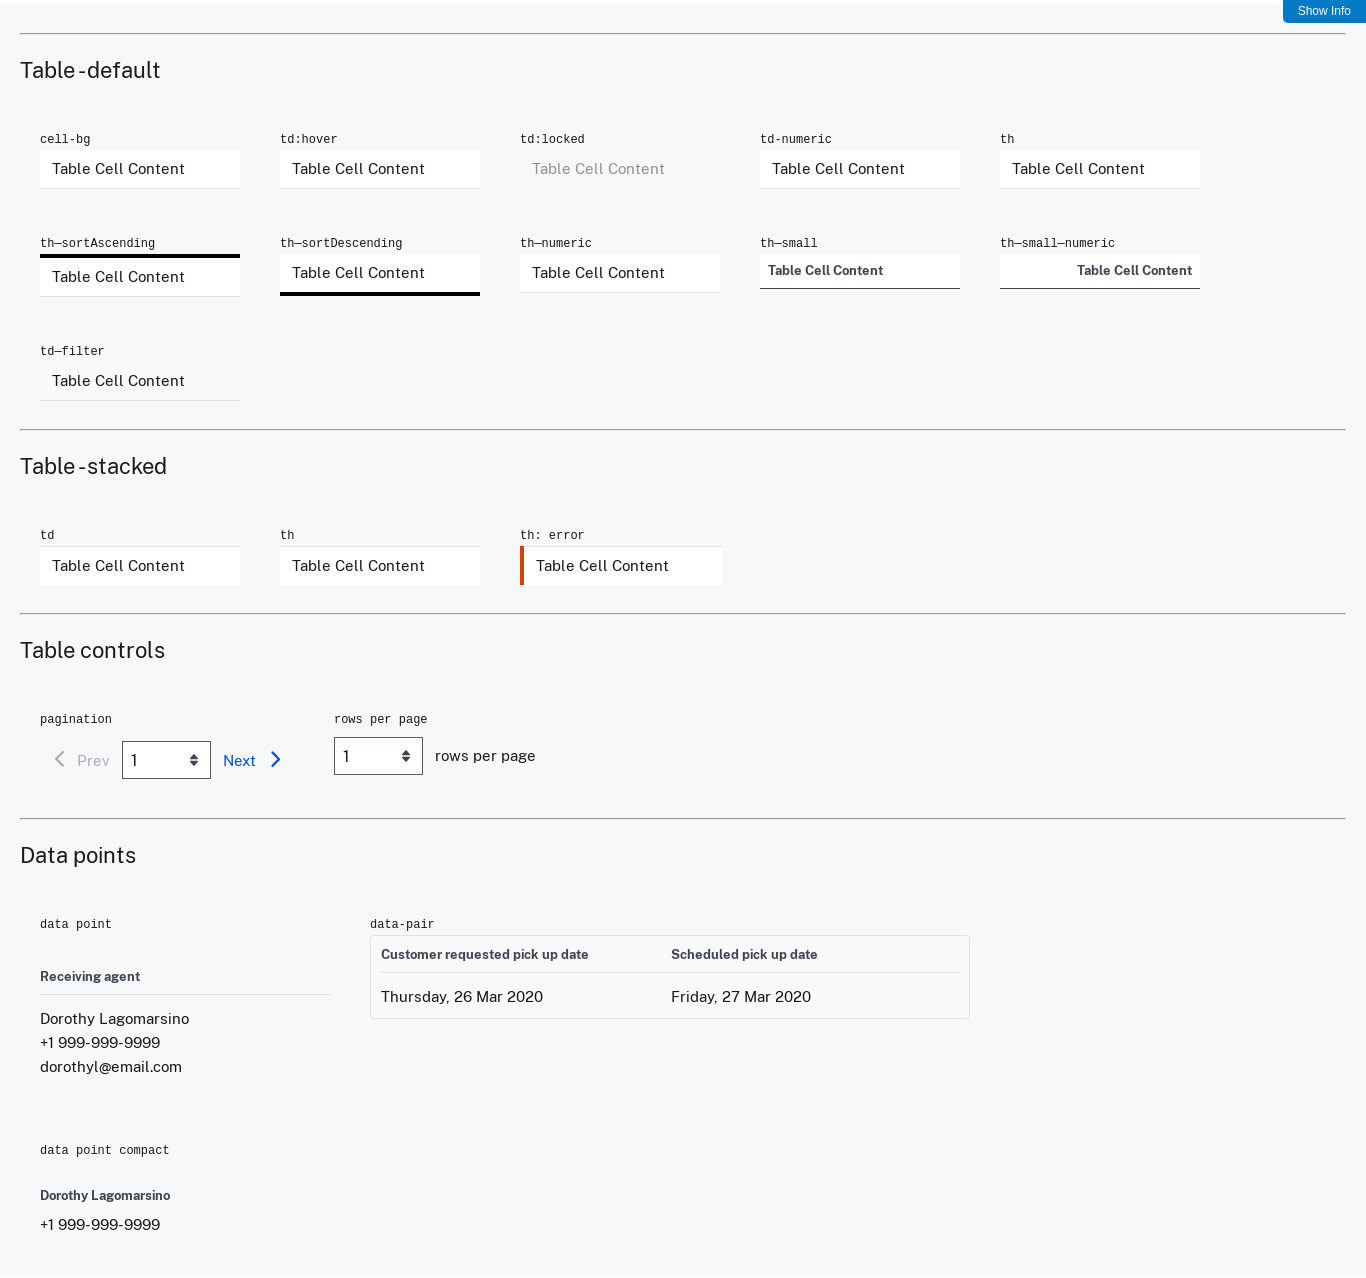 Show Info
Table - default
cell-bg
td:hover
td:locked
td-numeric
th
Table Cell Content
Table Cell Content
Table Cell Content
Table Cell Content
Table Cell Content
th—sortAscending
th—sortDescending
th—numeric
th—small
th—small—numeric
Table Cell Content
Table Cell Content
Table Cell Content
Table Cell Content
Table Cell Content
td—filter
Table Cell Content
Table - stacked
td
th
th: error
Table Cell Content
Table Cell Content
Table Cell Content
Table controls
pagination
rows per page
Prev
1
Next
1
rows per page
Data points
data point
data-pair
Receiving agent
Customer requested pick up date
Scheduled pick up date
Thursday, 26 Mar 2020
Friday, 27 Mar 2020
Dorothy Lagomarsino
+1 999-999-9999
dorothyl@email.com
data point compact
Dorothy Lagomarsino
+1 999-999-9999